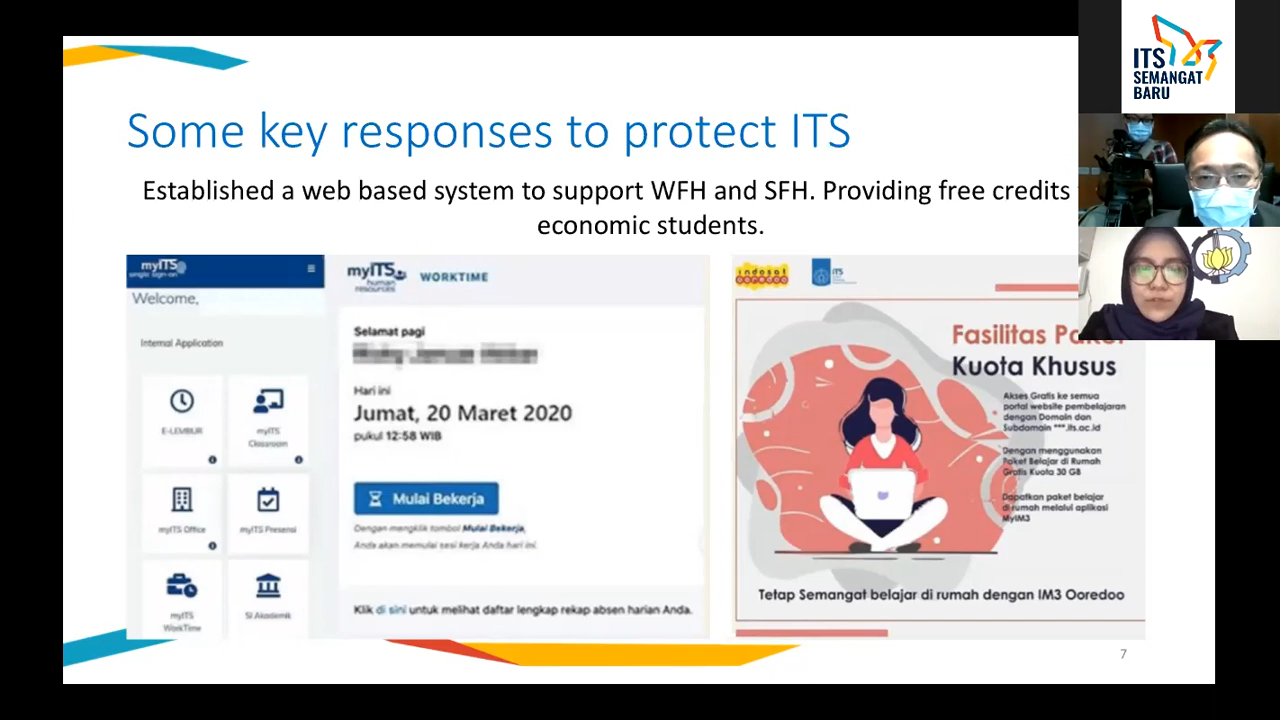 ITS
SEMANGAT
BARU
Some key responses to protect ITS
Established a web based system to support WFH and SFH. Providing free credits
economic students.
myITS
single sign-on
Welcome,
Internal Application
E-LEMBUR
myITS
Classroom
myITS Office
myITS Presensi
myITS
WorkTime
SI Akademik
myITS
human
resources
WORKTIME
Selamat pagi
Hari ini
Jumat, 20 Maret 2020
pukul 12:58 WIB
Mulai Bekerja
Dengan mengklik tombol Mulai Bekerja,
Anda akan memulai sesi kerja Anda hari ini.
Klik di sini untuk melihat daftar lengkap rekap absen harian Anda.
indosat
ooredoo
ITS
Fasilitas
Kuota Khusus
Akses Gratis ke semua
portal website pembelajaran
dengan Domain dan
Subdomain ***.its.ac.id
Dengan menggunakan
Paket Belajar di Rumah
Gratis Kuota 30 GB
Dapatkan paket belajar
di rumah melalui aplikasi
MyIM3
Tetap Semangat belajar di rumah dengan IM3 Ooredoo
7